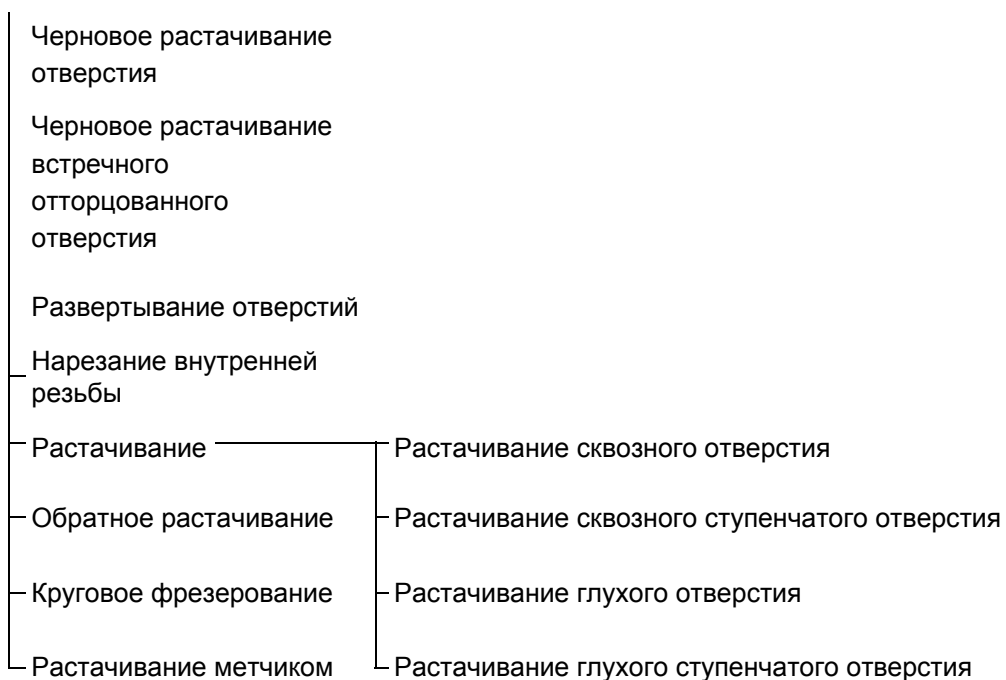 Черновое растачивание
отверстия
Черновое растачивание
встречного
отторцованного
отверстия
Развертывание отверстий
Нарезание внутренней
резьбы
Растачивание
Растачивание сквозного отверстия
Обратное растачивание
Растачивание сквозного ступенчатого отверстия
Круговое фрезерование
Растачивание глухого отверстия
Растачивание метчиком
Растачивание глухого ступенчатого отверстия